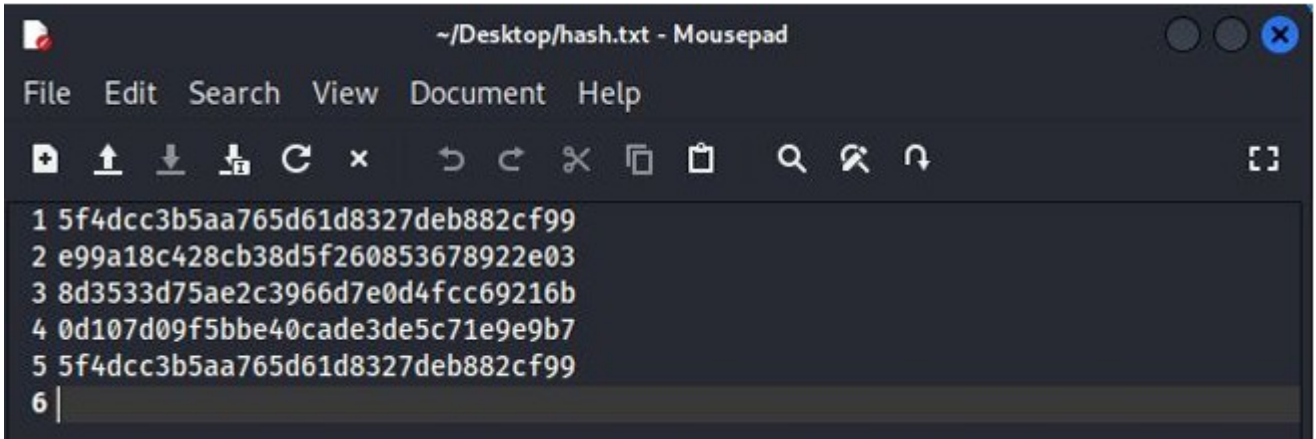 ~/Desktop/hash.txt - Mousepad
File Edit Search View Document Help
1 5f4dcc3b5aa765d61d8327deb882cf99
2 e99a18c428cb38d5f260853678922e03
3 8d3533d75ae2c3966d7e0d4fcc69216b
4 0d107d09f5bbe40cade3de5c71e9e9b7
5 5f4dcc3b5aa765d61d8327deb882cf99
6